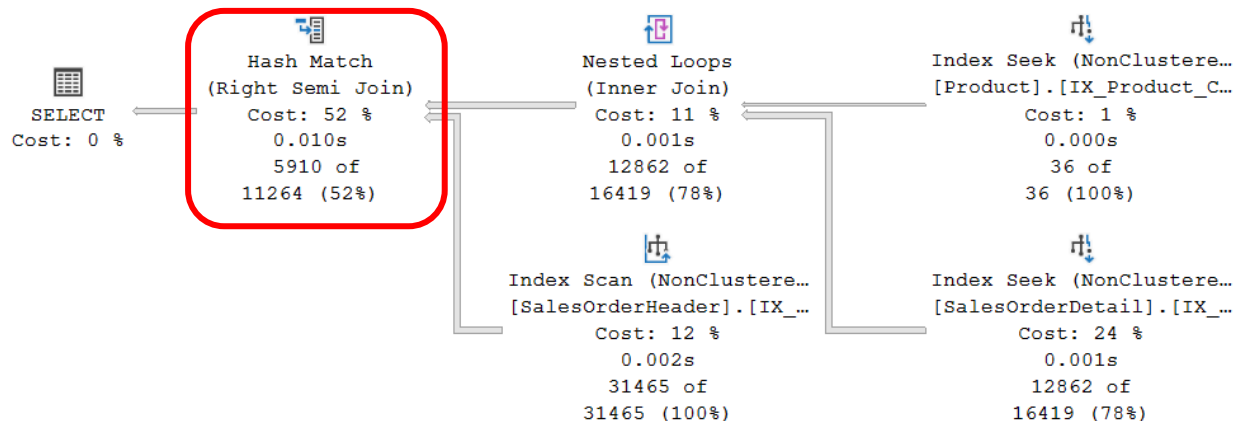 SELECT
Cost: 0 %
Hash Match
(Right Semi Join)
Cost: 52 %
0.010s
5910 of
11264 (52%)
Nested Loops
(Inner Join)
Cost: 11 %
0.001s
12862 of
16419 (78%)
Index Seek (NonClustere…
[Product].[IX_Product_C…
Cost: 1 %
0.000s
36 of
36 (100%)
Index Scan (NonClustere…
[SalesOrderHeader].[IX_…
Cost: 12 %
0.002s
31465 of
31465 (100%)
Index Seek (NonClustere…
[SalesOrderDetail].[IX_…
Cost: 24 %
0.001s
12862 of
16419 (78%)